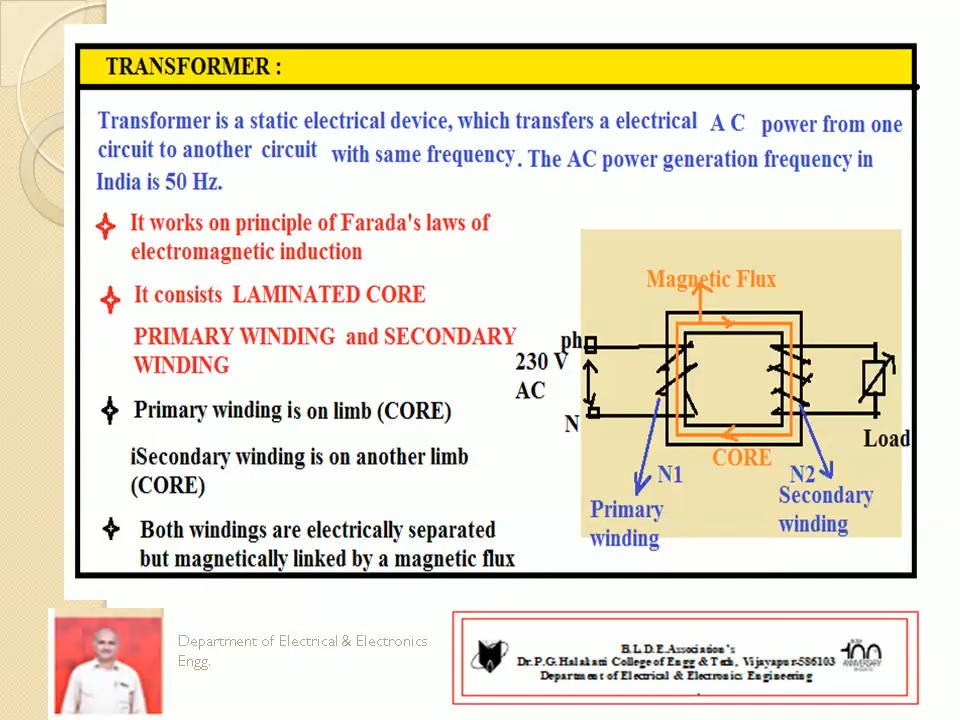 TRANSFORMER :
Transformer is a static electrical device, which transfers a electrical A C power from one
circuit to another circuit with same frequency. The AC power generation frequency in
India is 50 Hz.
It works on principle of Farada's laws of
electromagnetic induction
It consists LAMINATED CORE
PRIMARY WINDING and SECONDARY
WINDING
Primary winding is on limb (CORE)
iSecondary winding is on another limb
(CORE)
Both windings are electrically separated
but magnetically linked by a magnetic flux
Magnetic Flux
ph
230 V
AC
N
Load
CORE
N1
N2
Primary
winding
Secondary
winding
Department of Electrical & Electronics
Engg.
B.L.D.E.Association's
Dr.P.G.Halakatti College of Engg & Tech, Vijayapur-586103
Department of Electrical & Electronics Engineering
100
ANNIVERSARY